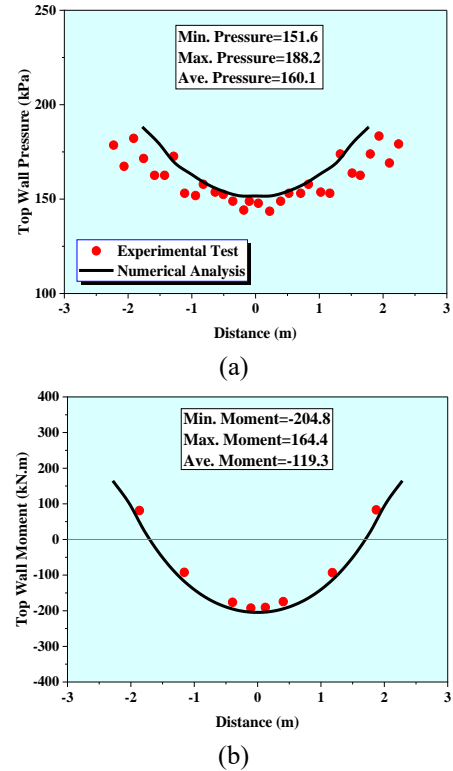 (a)
Min. Pressure=151.6
Max. Pressure=188.2
Ave. Pressure=160.1
Top Wall Pressure (kPa)
250
200
150
100
Experimental Test
Numerical Analysis
-3 -2 -1 0 1 2 3
Distance (m)
(a)
Min. Moment=-204.8
Max. Moment=164.4
Ave. Moment=-119.3
Top Wall Moment (kN.m)
400
300
200
100
0
-100
-200
-300
-400
-3 -2 -1 0 1 2 3
Distance (m)
(b)